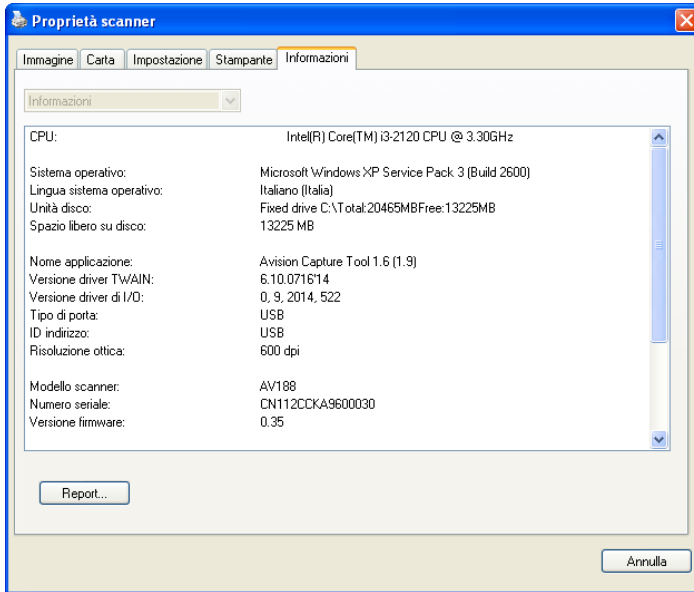 Proprietà scanner
Immagine Carta Impostazione Stampante Informazioni
Informazioni
CPU: Intel(R) Core(TM) i3-2120 CPU @ 3.30GHz
Sistema operativo: Microsoft Windows XP Service Pack 3 (Build 2600)
Lingua sistema operativo: Italiano (Italia)
Unità disco: Fixed drive C:\Total:20465MBFree:13225MB
Spazio libero su disco: 13225 MB
Nome applicazione: Avision Capture Tool 1.6 (1.9)
Versione driver TWAIN: 6.10.0716'14
Versione driver di I/O: 0, 9, 2014, 522
Tipo di porta: USB
ID indirizzo: USB
Risoluzione ottica: 600 dpi
Modello scanner: AV188
Numero seriale: CN112CCKA9600030
Versione firmware: 0.35
Report...
Annulla